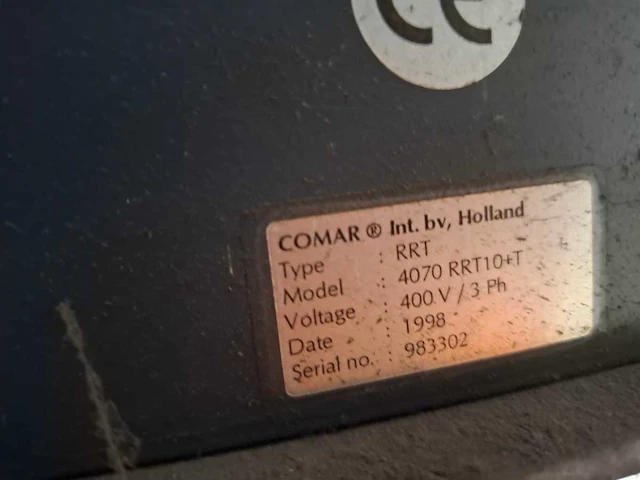 CE
COMAR ® Int. bv, Holland
Type : RRT
Model : 4070 RRT10+T
Voltage : 400 V / 3 Ph
Date : 1998
Serial no. : 983302